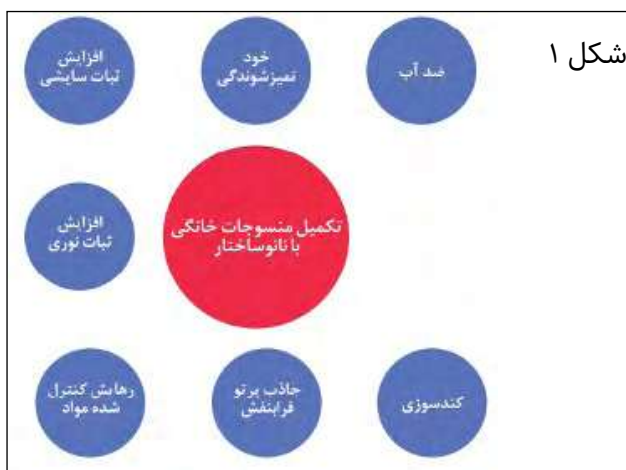 شکل ۱
ضد آب
خود
تمیزشوندگی
افزایش
ثبات سایشی
تکمیل منسوجات خانگی
با نانوساختار
افزایش
ثبات نوری
کندسوزی
جاذب پرتو
فرابنفش
رهایش کنترل
شده مواد